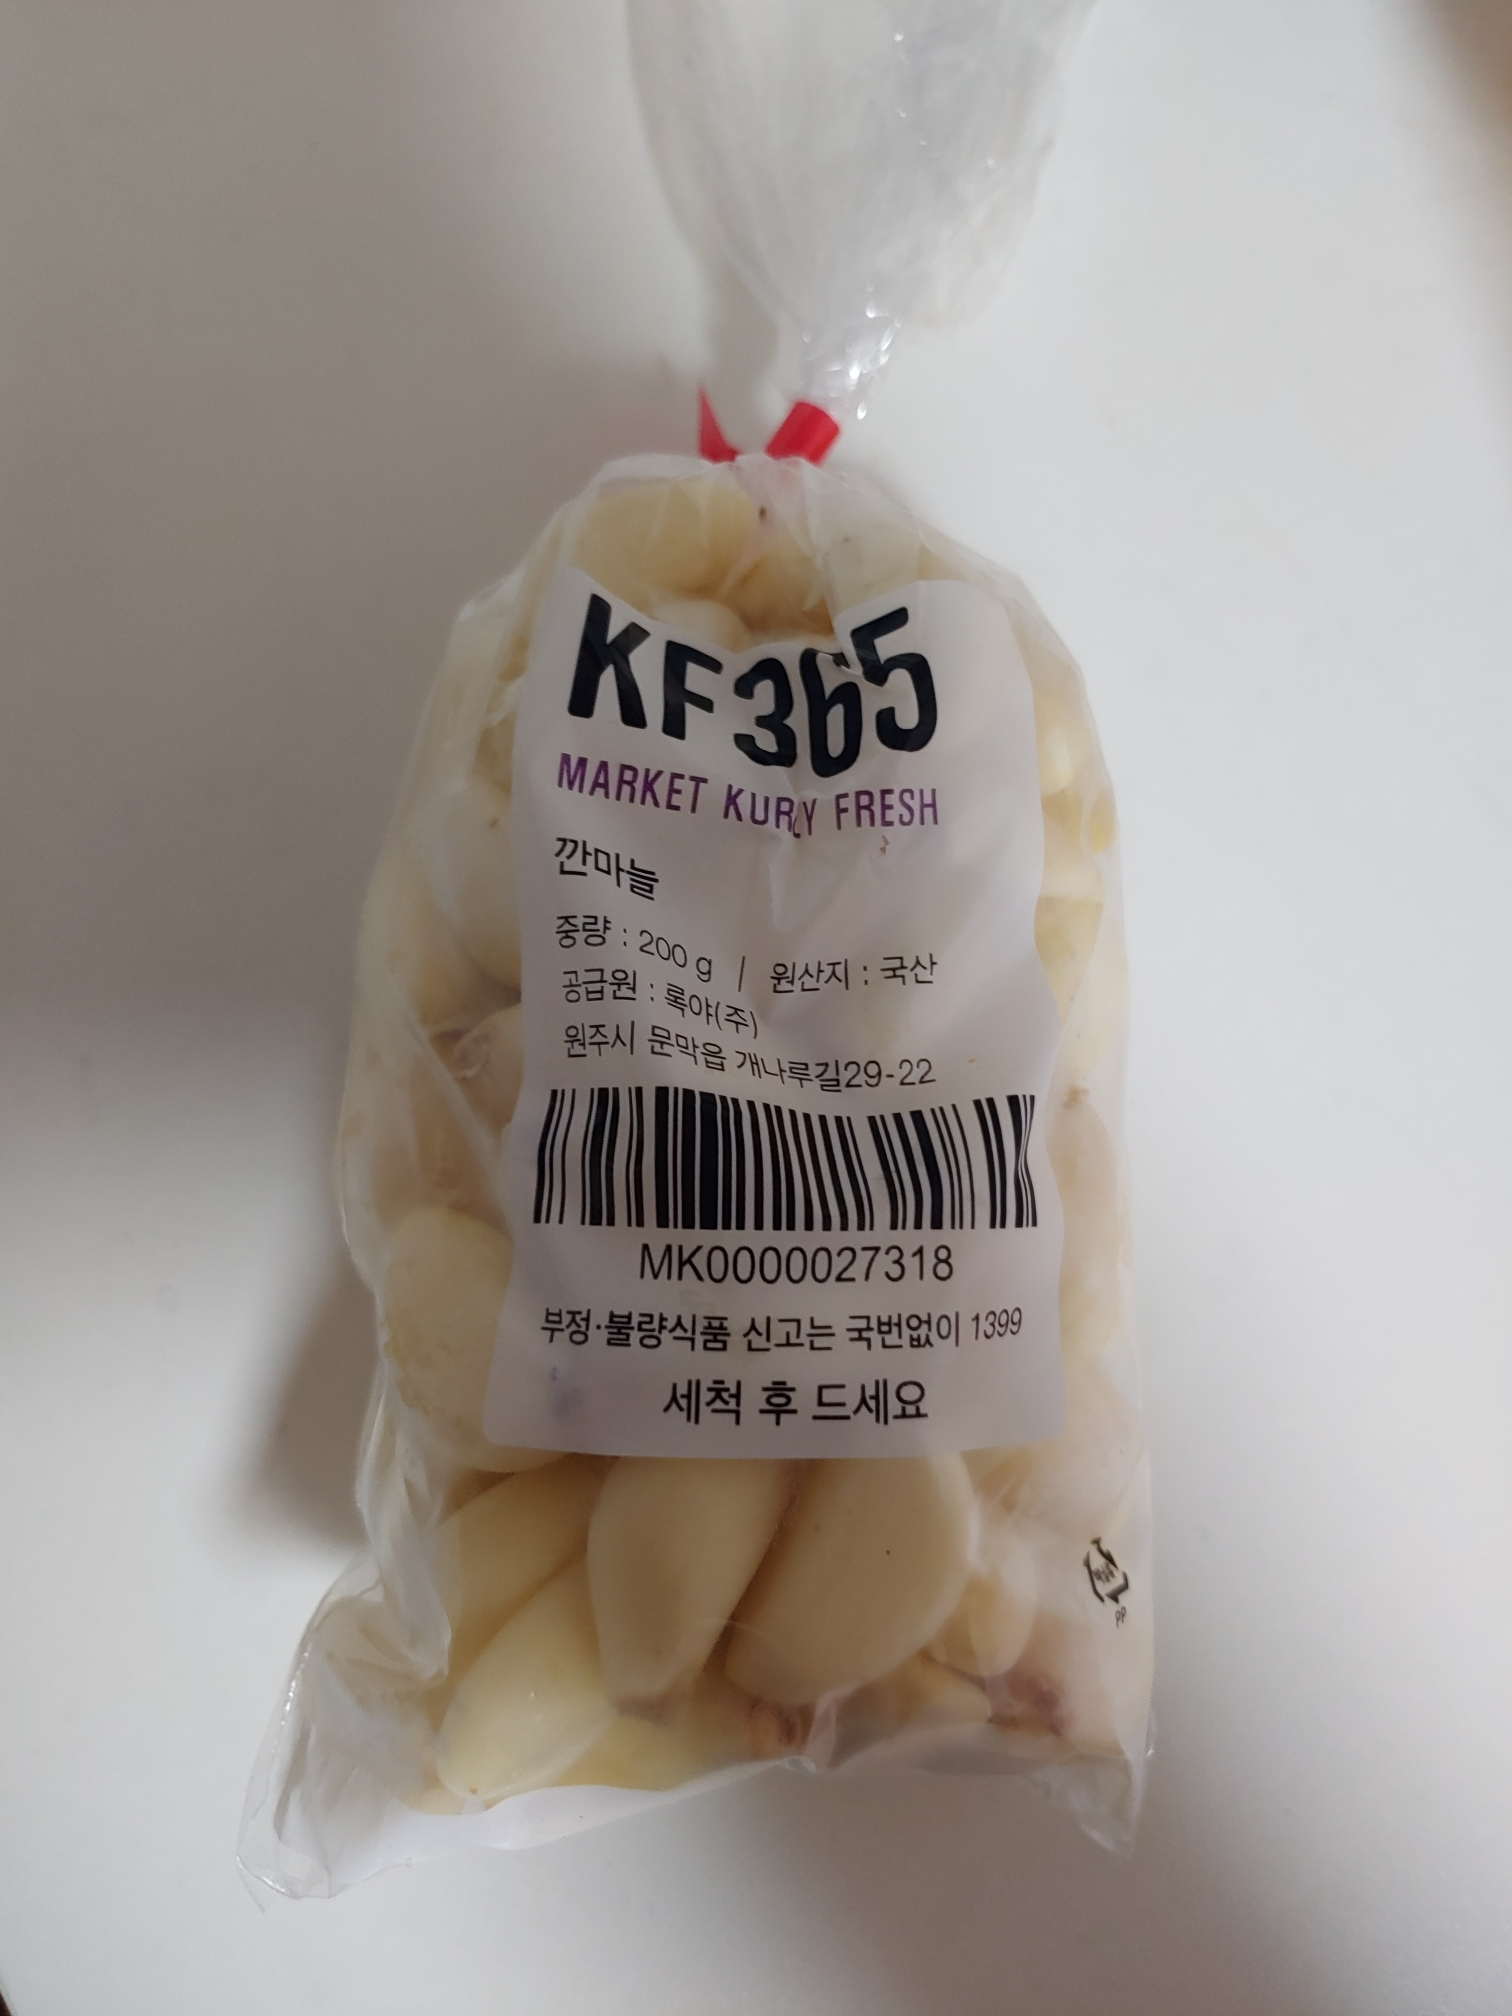 KF365
MARKET KURLY FRESH
깐마늘
중량 : 200 g | 원산지 : 국산
공급원 : 록야(주)
원주시 문막읍 개나루길29-22
MK0000027318
부정·불량식품 신고는 국번없이 1399
세척 후 드세요
PP